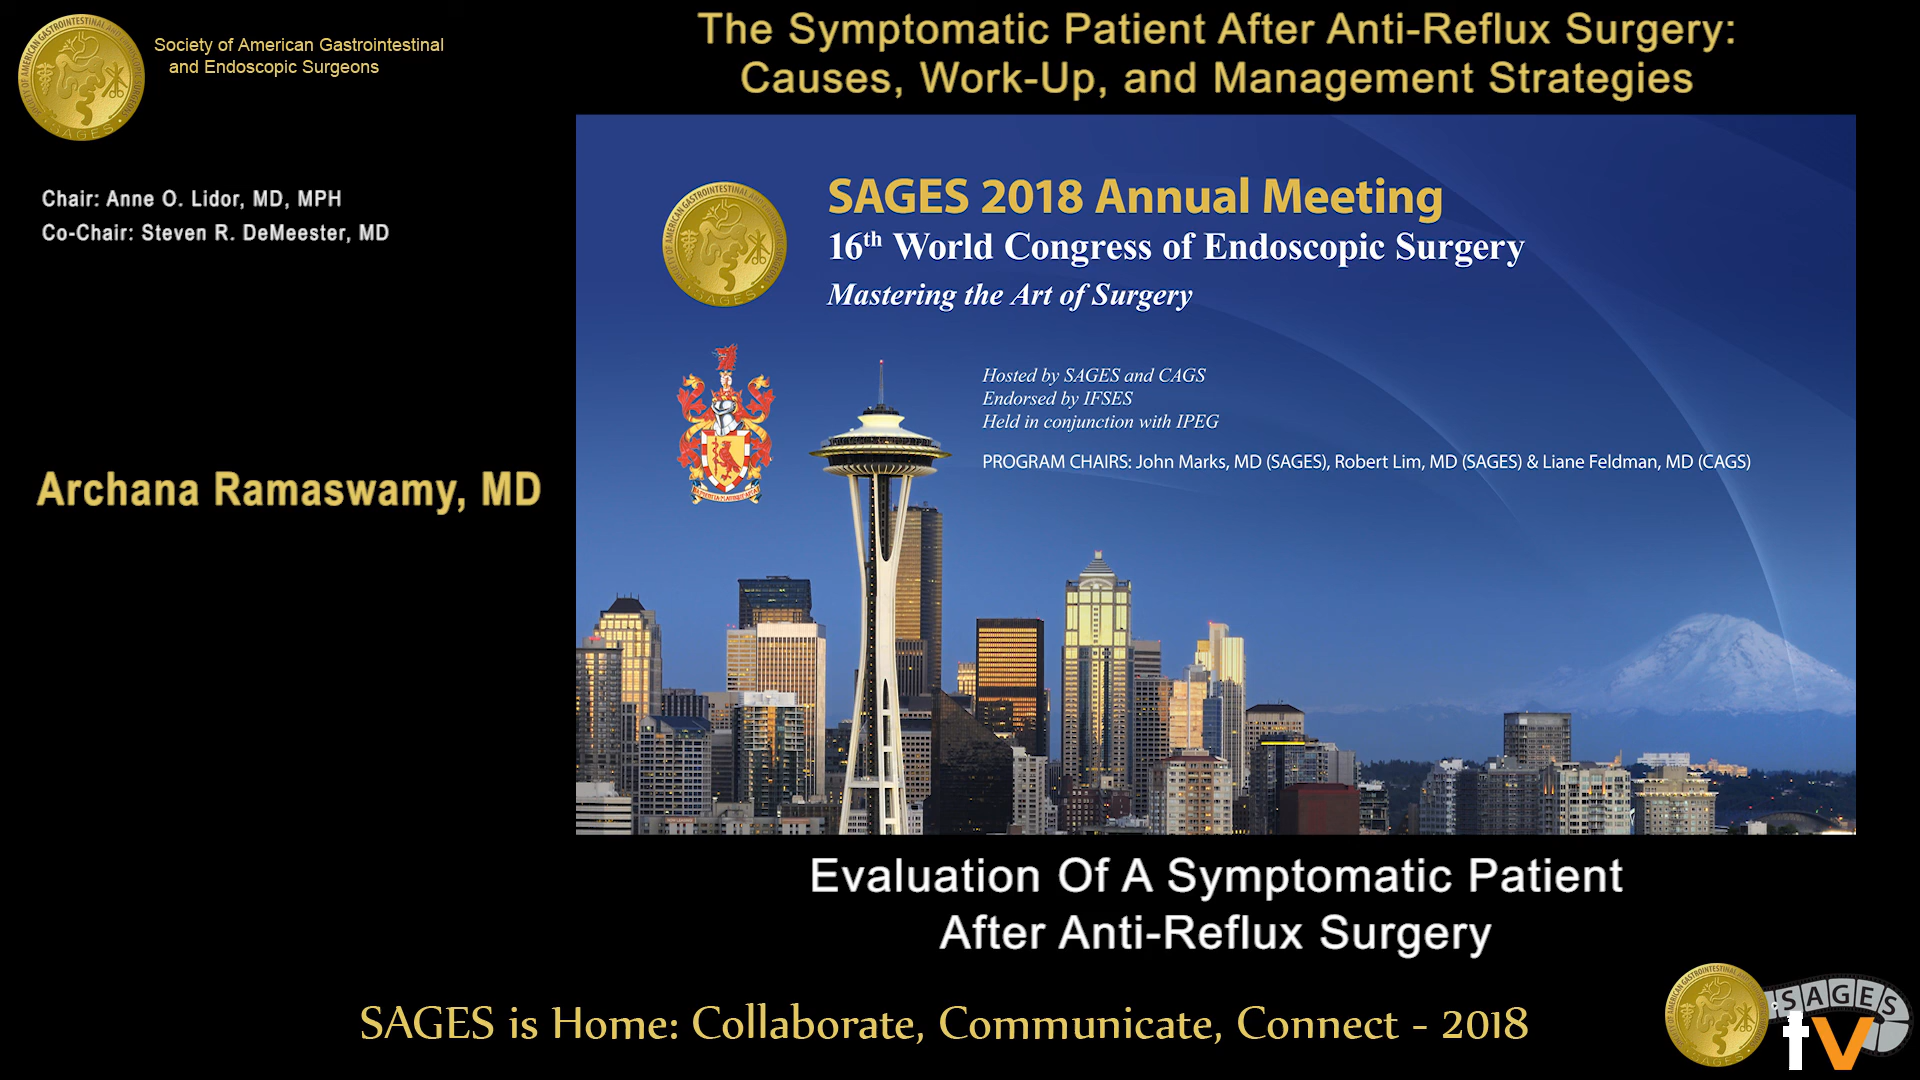 Society of American Gastrointestinal
and Endoscopic Surgeons
The Symptomatic Patient After Anti-Reflux Surgery:
Causes, Work-Up, and Management Strategies
Chair: Anne O. Lidor, MD, MPH
Co-Chair: Steven R. DeMeester, MD
Archana Ramaswamy, MD
SAGES 2018 Annual Meeting
16th World Congress of Endoscopic Surgery
Mastering the Art of Surgery
Hosted by SAGES and CAGS
Endorsed by IFSES
Held in conjunction with IPEG
PROGRAM CHAIRS: John Marks, MD (SAGES), Robert Lim, MD (SAGES) & Liane Feldman, MD (CAGS)
Evaluation Of A Symptomatic Patient
After Anti-Reflux Surgery
SAGES is Home: Collaborate, Communicate, Connect - 2018
SAGES
tv